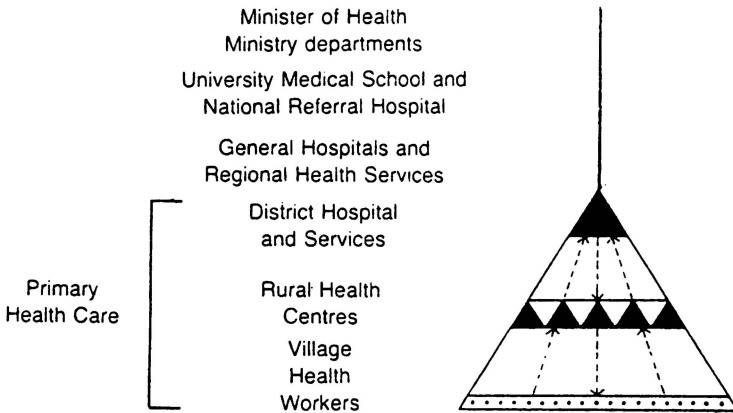 Minister of Health
Ministry departments
University Medical School and
National Referral Hospital
General Hospitals and
Regional Health Services
District Hospital
and Services
Primary
Health Care
Rural Health
Centres
Village
Health
Workers